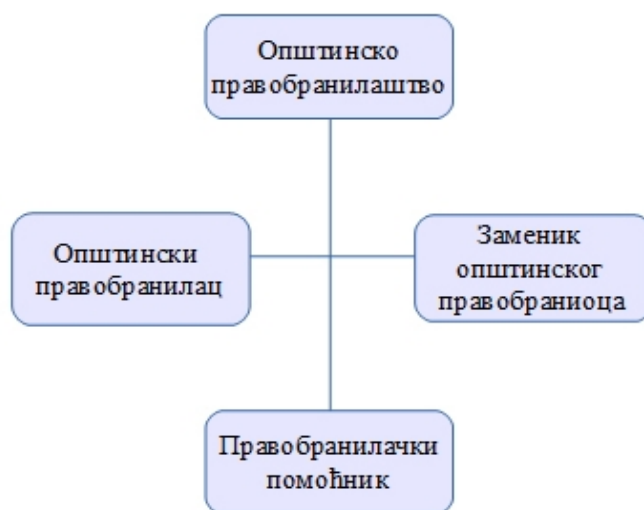 Општинско
правобранилаштво
Општински
правобранилац
Заменик
општинског
правобраниоца
Правобранилачки
помоћник